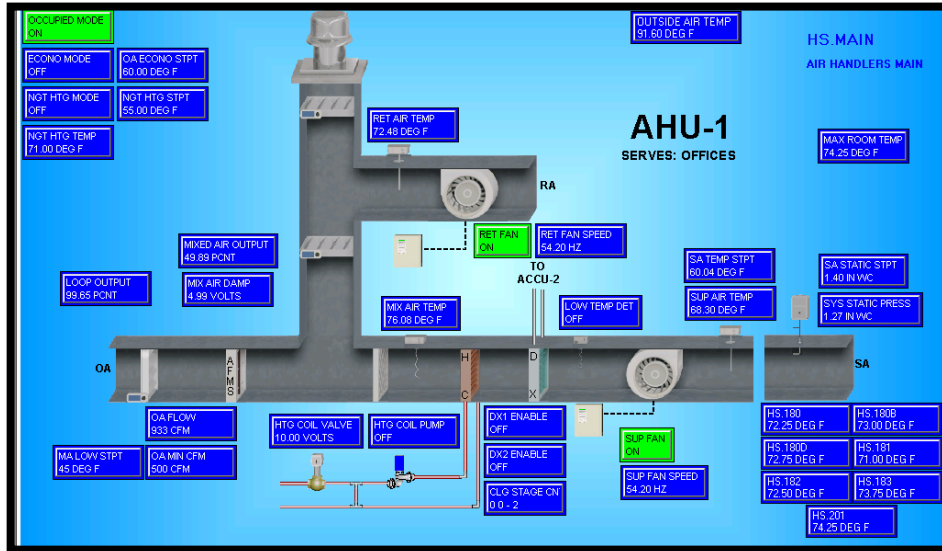 OCCUPIED MODE
ON
OUTSIDE AIR TEMP
91.60 DEG F
HS.MAIN
AIR HANDLERS MAIN
ECONO MODE
OFF
OA ECONO STPT
60.00 DEG F
NGT HTG MODE
OFF
NGT HTG STPT
55.00 DEG F
NGT HTG TEMP
71.00 DEG F
RET AIR TEMP
72.48 DEG F
AHU-1
SERVES: OFFICES
MAX ROOM TEMP
74.25 DEG F
RA
RET FAN
ON
RET FAN SPEED
54.20 HZ
MIXED AIR OUTPUT
49.89 PCNT
LOOP OUTPUT
99.65 PCNT
MIX AIR DAMP
4.99 VOLTS
TO
ACCU-2
SA TEMP STPT
60.04 DEG F
SA STATIC STPT
1.40 IN WC
MIX AIR TEMP
76.08 DEG F
LOW TEMP DET
OFF
SUP AIR TEMP
68.30 DEG F
SYS STATIC PRESS
1.27 IN WC
OA
AFMS
H
C
D
X
SA
OA FLOW
933 CFM
HTG COIL VALVE
10.00 VOLTS
HTG COIL PUMP
OFF
DX1 ENABLE
OFF
MA LOW STPT
45 DEG F
OA MIN CFM
500 CFM
DX2 ENABLE
OFF
SUP FAN
ON
CLG STAGE CN
0 0 - 2
SUP FAN SPEED
54.20 HZ
HS.180
72.25 DEG F
HS.180B
73.00 DEG F
HS.180D
72.75 DEG F
HS.181
71.00 DEG F
HS.182
72.50 DEG F
HS.183
73.75 DEG F
HS.201
74.25 DEG F